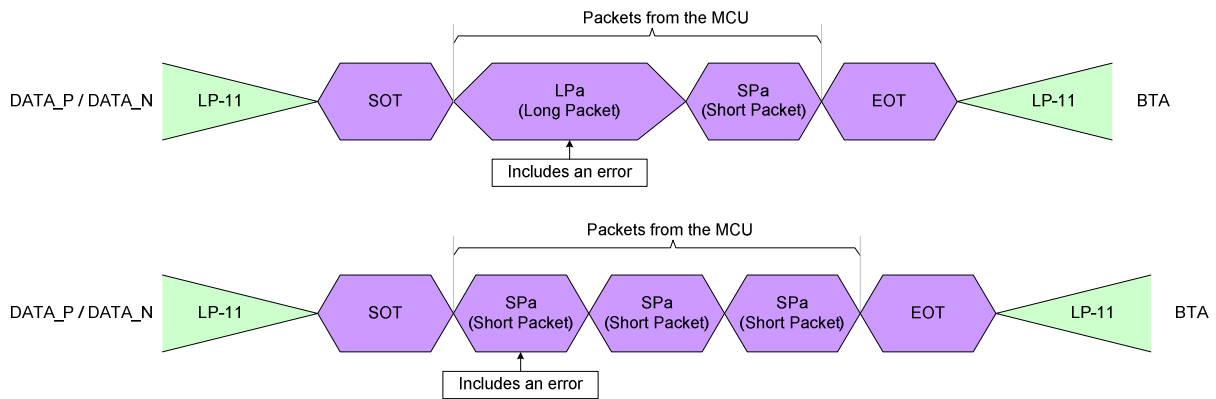 Packets from the MCU
DATA_P / DATA_N
LP-11
SOT
LPa
(Long Packet)
SPa
(Short Packet)
EOT
LP-11
BTA
Includes an error
Packets from the MCU
DATA_P / DATA_N
LP-11
SOT
SPa
(Short Packet)
SPa
(Short Packet)
SPa
(Short Packet)
EOT
LP-11
BTA
Includes an error